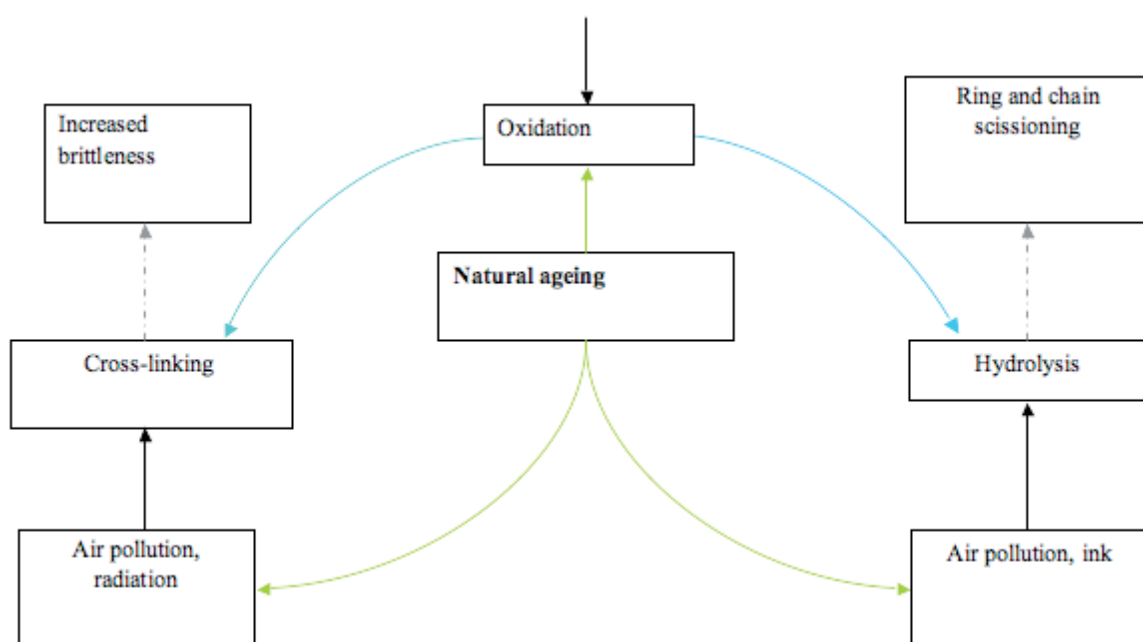 Oxidation
Ring and chain
scissioning
Increased
brittleness
Natural ageing
Cross-linking
Hydrolysis
Air pollution,
radiation
Air pollution, ink